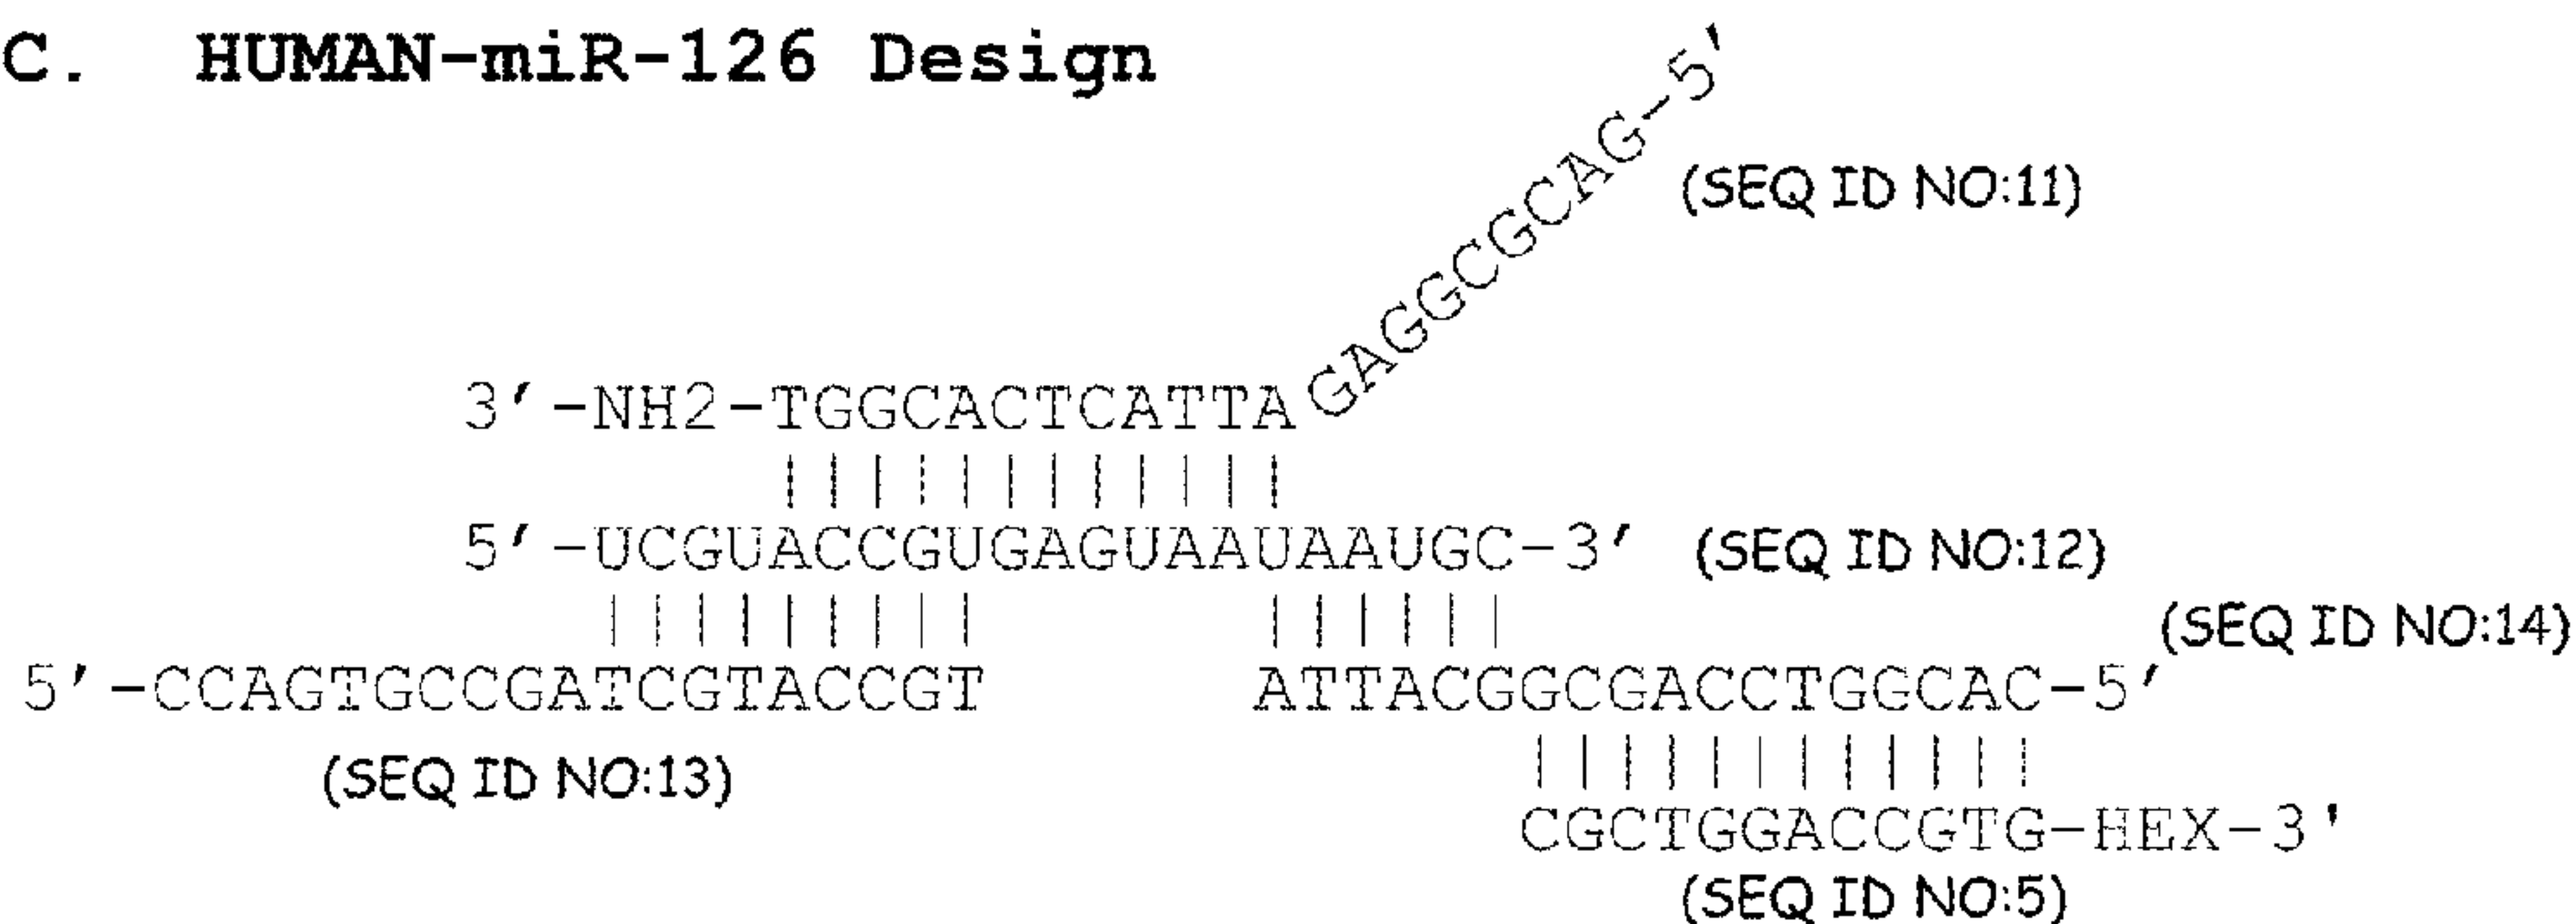 C. HUMAN-miR-126 Design
GAGGCGCAG-5'
(SEQ ID NO:11)
3'-NH2-TGGCACTCATTA
5'-UCGUACCGUGAGUAAUAAUGC-3' (SEQ ID NO:12)
(SEQ ID NO:14)
5'-CCAGTGCCGATCGTACCGT ATTACGGCGACCTGGCAC-5'
(SEQ ID NO:13)
CGCTGGACCGTG-HEX-3'
(SEQ ID NO:5)